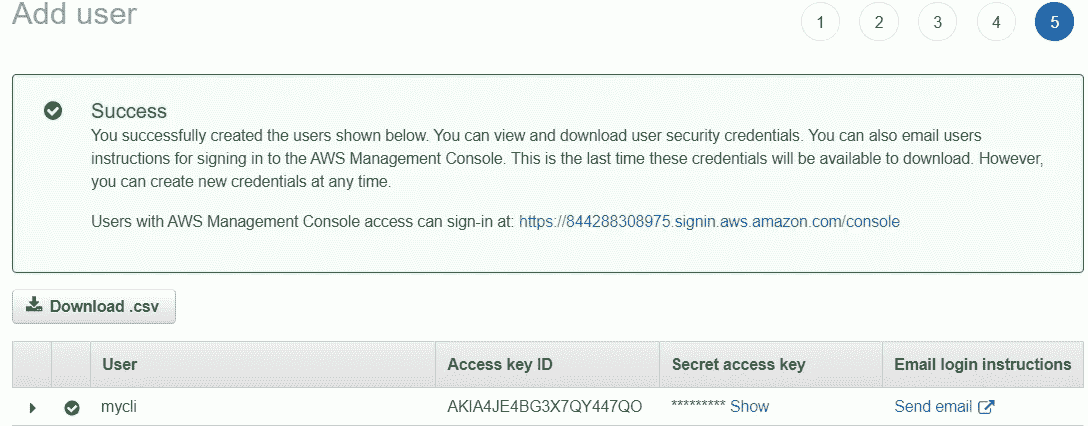 Add user
1 2 3 4 5
Success
You successfully created the users shown below. You can view and download user security credentials. You can also email users
instructions for signing in to the AWS Management Console. This is the last time these credentials will be available to download. However,
you can create new credentials at any time.
Users with AWS Management Console access can sign-in at: https://844288308975.signin.aws.amazon.com/console
Download .csv
User Access key ID Secret access key Email login instructions
mycli AKIA4JE4BG3X7QY447QO ********* Show Send email